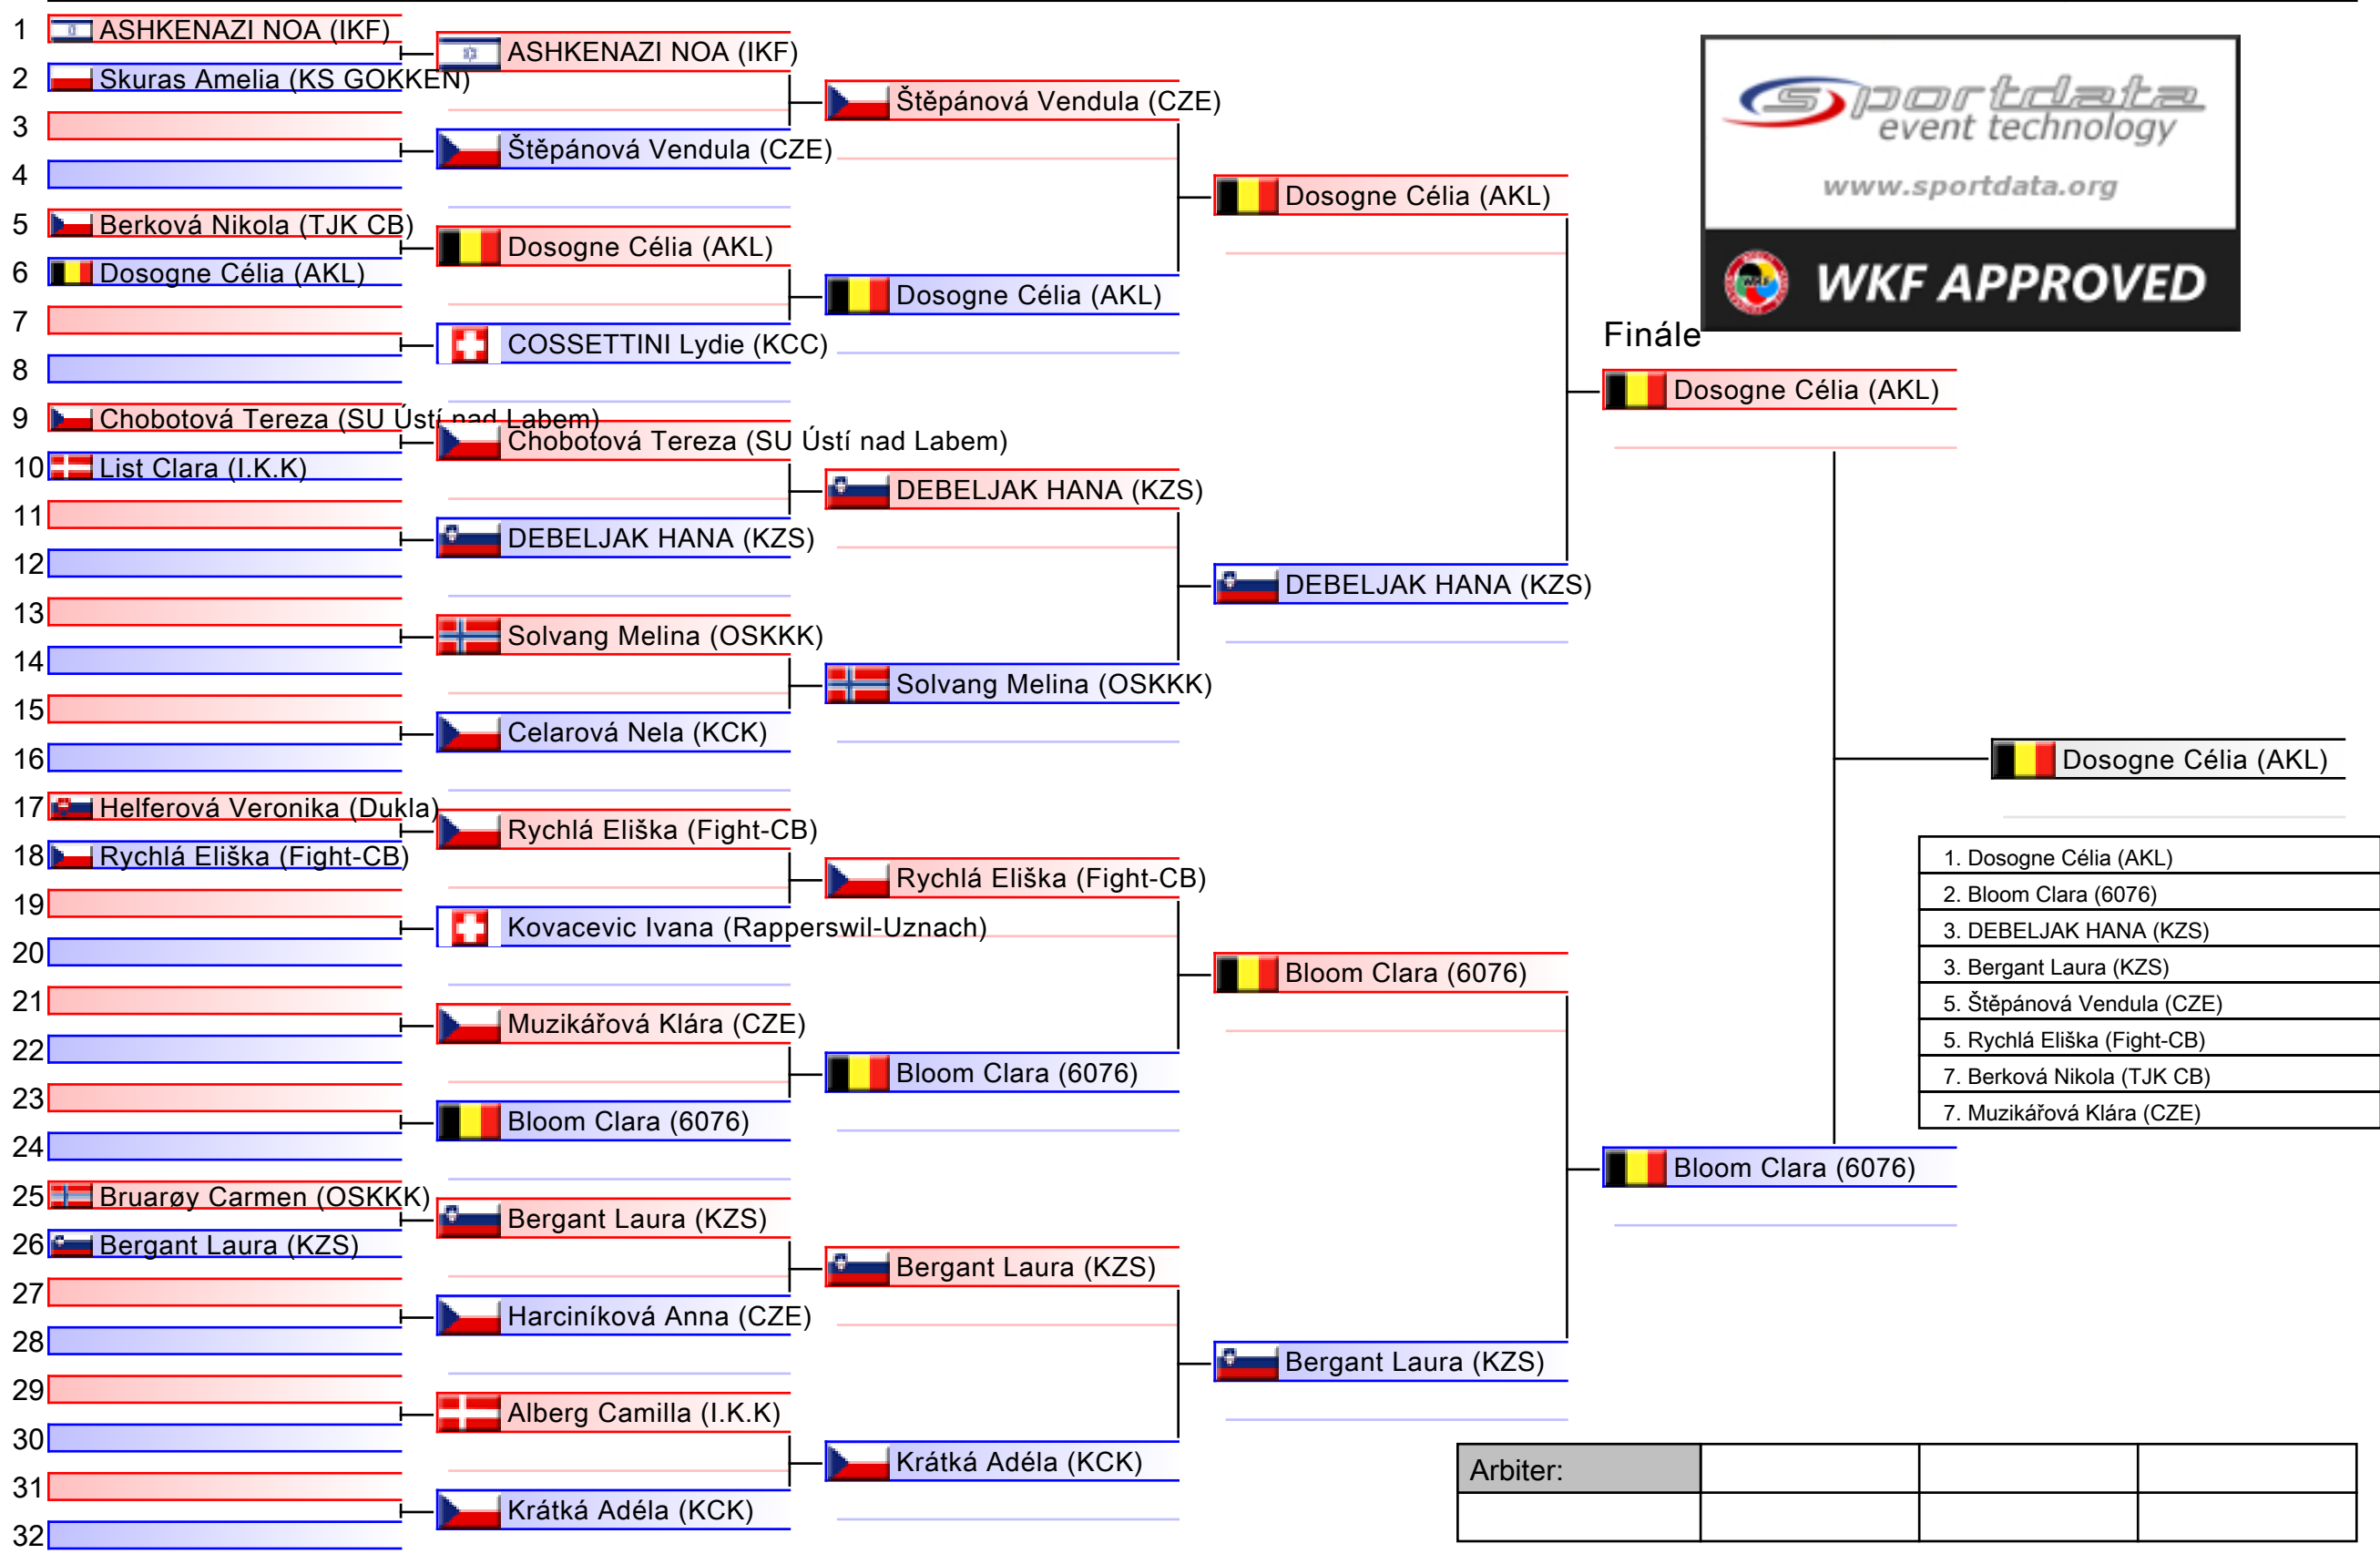 1 ASHKENAZI NOA (IKF)
2 Skuras Amelia (KS GOKKEN)
3
4
5 Berková Nikola (TJK CB)
6 Dosogne Célia (AKL)
7
8
9 Chobotová Tereza (SU Ústí nad Labem)
10 List Clara (I.K.K)
11
12
13
14
15
16
17 Helferová Veronika (Dukla)
18 Rychlá Eliška (Fight-CB)
19
20
21
22
23
24
25 Bruarøy Carmen (OSKKK)
26 Bergant Laura (KZS)
27
28
29
30
31
32
ASHKENAZI NOA (IKF)
Štěpánová Vendula (CZE)
Dosogne Célia (AKL)
COSSETTINI Lydie (KCC)
Chobotová Tereza (SU Ústí nad Labem)
DEBELJAK HANA (KZS)
Solvang Melina (OSKKK)
Celarová Nela (KCK)
Rychlá Eliška (Fight-CB)
Kovacevic Ivana (Rapperswil-Uznach)
Muzikářová Klára (CZE)
Bloom Clara (6076)
Bergant Laura (KZS)
Harciníková Anna (CZE)
Alberg Camilla (I.K.K)
Krátká Adéla (KCK)
Štěpánová Vendula (CZE)
Dosogne Célia (AKL)
DEBELJAK HANA (KZS)
Solvang Melina (OSKKK)
Rychlá Eliška (Fight-CB)
Bloom Clara (6076)
Bergant Laura (KZS)
Krátká Adéla (KCK)
Dosogne Célia (AKL)
DEBELJAK HANA (KZS)
Bloom Clara (6076)
Bergant Laura (KZS)
sportdata
event technology
www.sportdata.org
WKF
WKF APPROVED
Finále
Dosogne Célia (AKL)
Bloom Clara (6076)
Dosogne Célia (AKL)
1. Dosogne Célia (AKL)
2. Bloom Clara (6076)
3. DEBELJAK HANA (KZS)
3. Bergant Laura (KZS)
5. Štěpánová Vendula (CZE)
5. Rychlá Eliška (Fight-CB)
7. Berková Nikola (TJK CB)
7. Muzikářová Klára (CZE)
Arbiter: